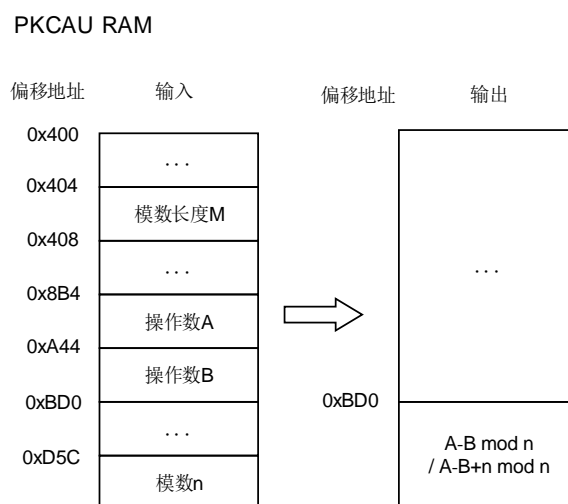 PKCAU RAM
偏移地址 输入 偏移地址 输出
0x400
...
0x404
模数长度M
0x408
...
0x8B4
操作数A
0xA44
操作数B
0xBD0 0xBD0
...
0xD5C
模数n
...
A-B mod n
/ A-B+n mod n